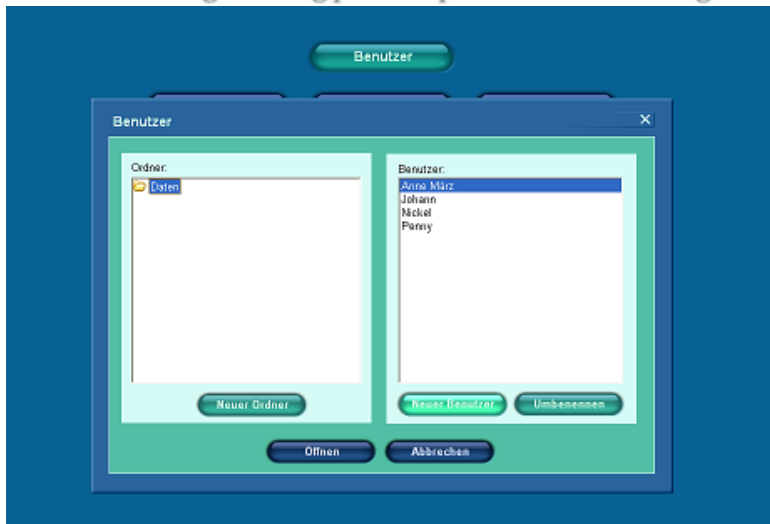 Benutzer
Benutzer
Ordner:
Daten
Neuer Ordner
Benutzer:
Anne März
Johann
Nickel
Penny
Neuer Benutzer
Umbenennen
Öffnen
Abbrechen